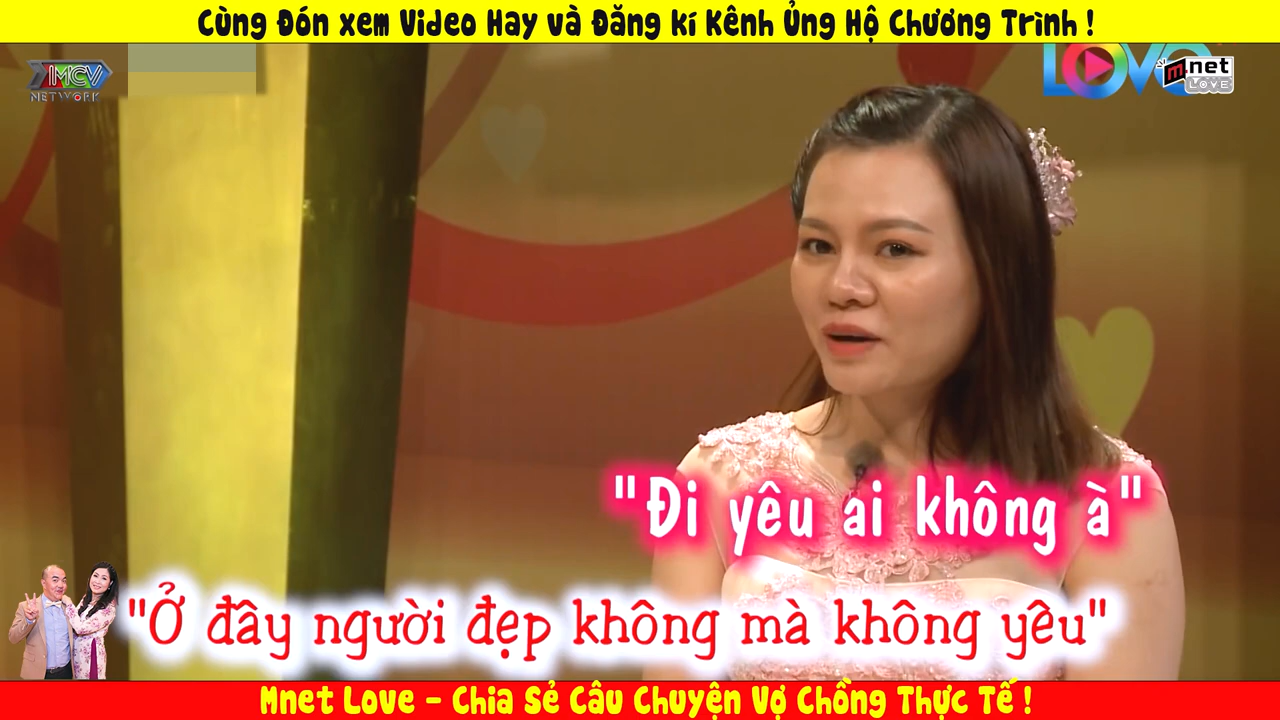 Cùng Đón xem Video Hay và Đăng kí Kênh Ủng Hộ Chương Trình !
MCV
NETWORK
LOVE
m.net
LOVE
"Đi yêu ai không à"
"Ở đây người đẹp không mà không yêu"
Mnet Love - Chia Sẻ Câu Chuyện Vợ Chồng Thực Tế !